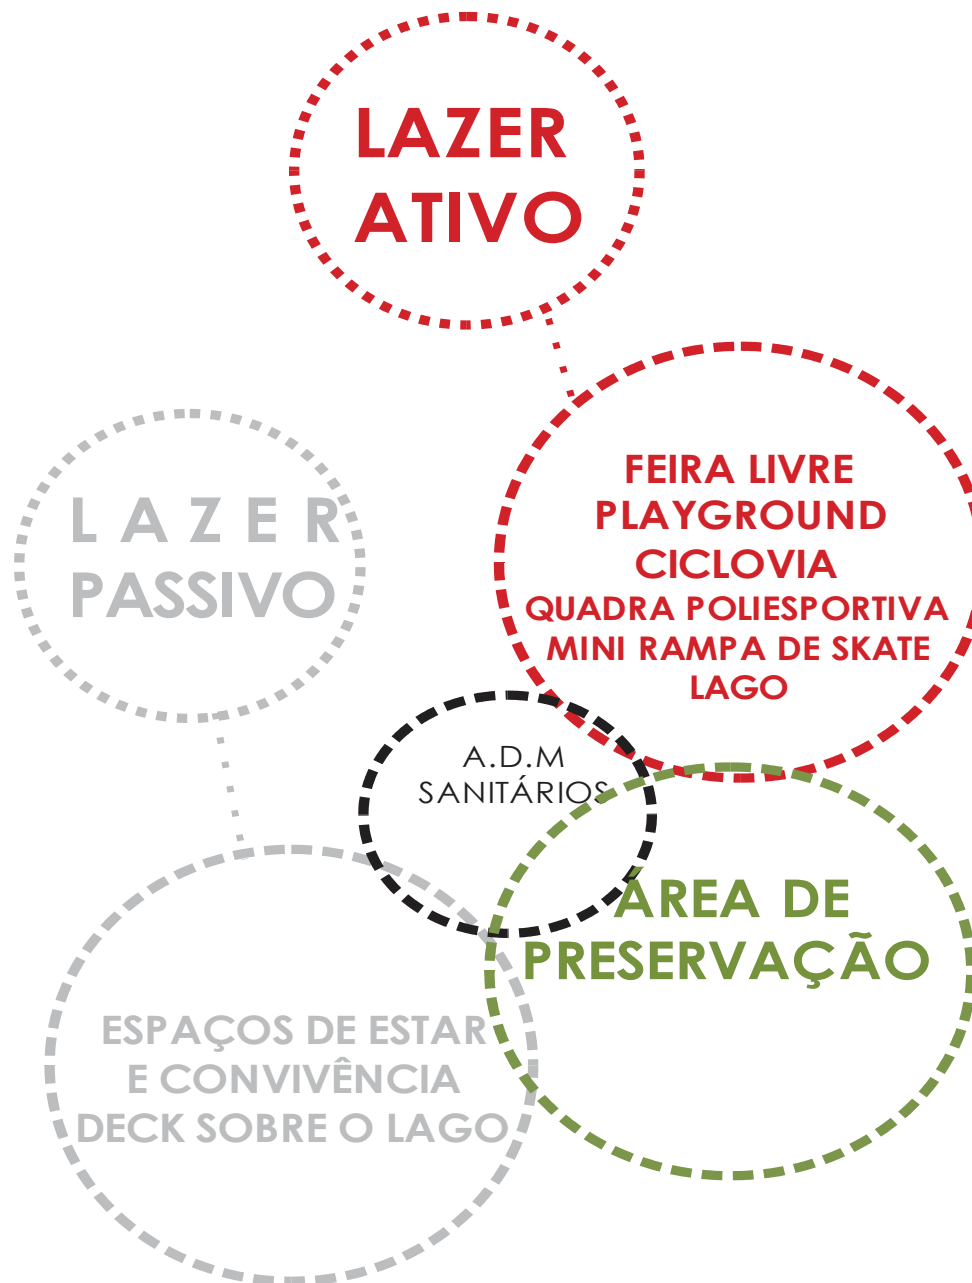 LAZER
ATIVO
FEIRA LIVRE
PLAYGROUND
CICLOVIA
QUADRA POLIESPORTIVA
MINI RAMPA DE SKATE
LAGO
LAZER
PASSIVO
A.D.M
SANITÁRIOS
ÁREA DE
PRESERVAÇÃO
ESPAÇOS DE ESTAR
E CONVIVÊNCIA
DECK SOBRE O LAGO